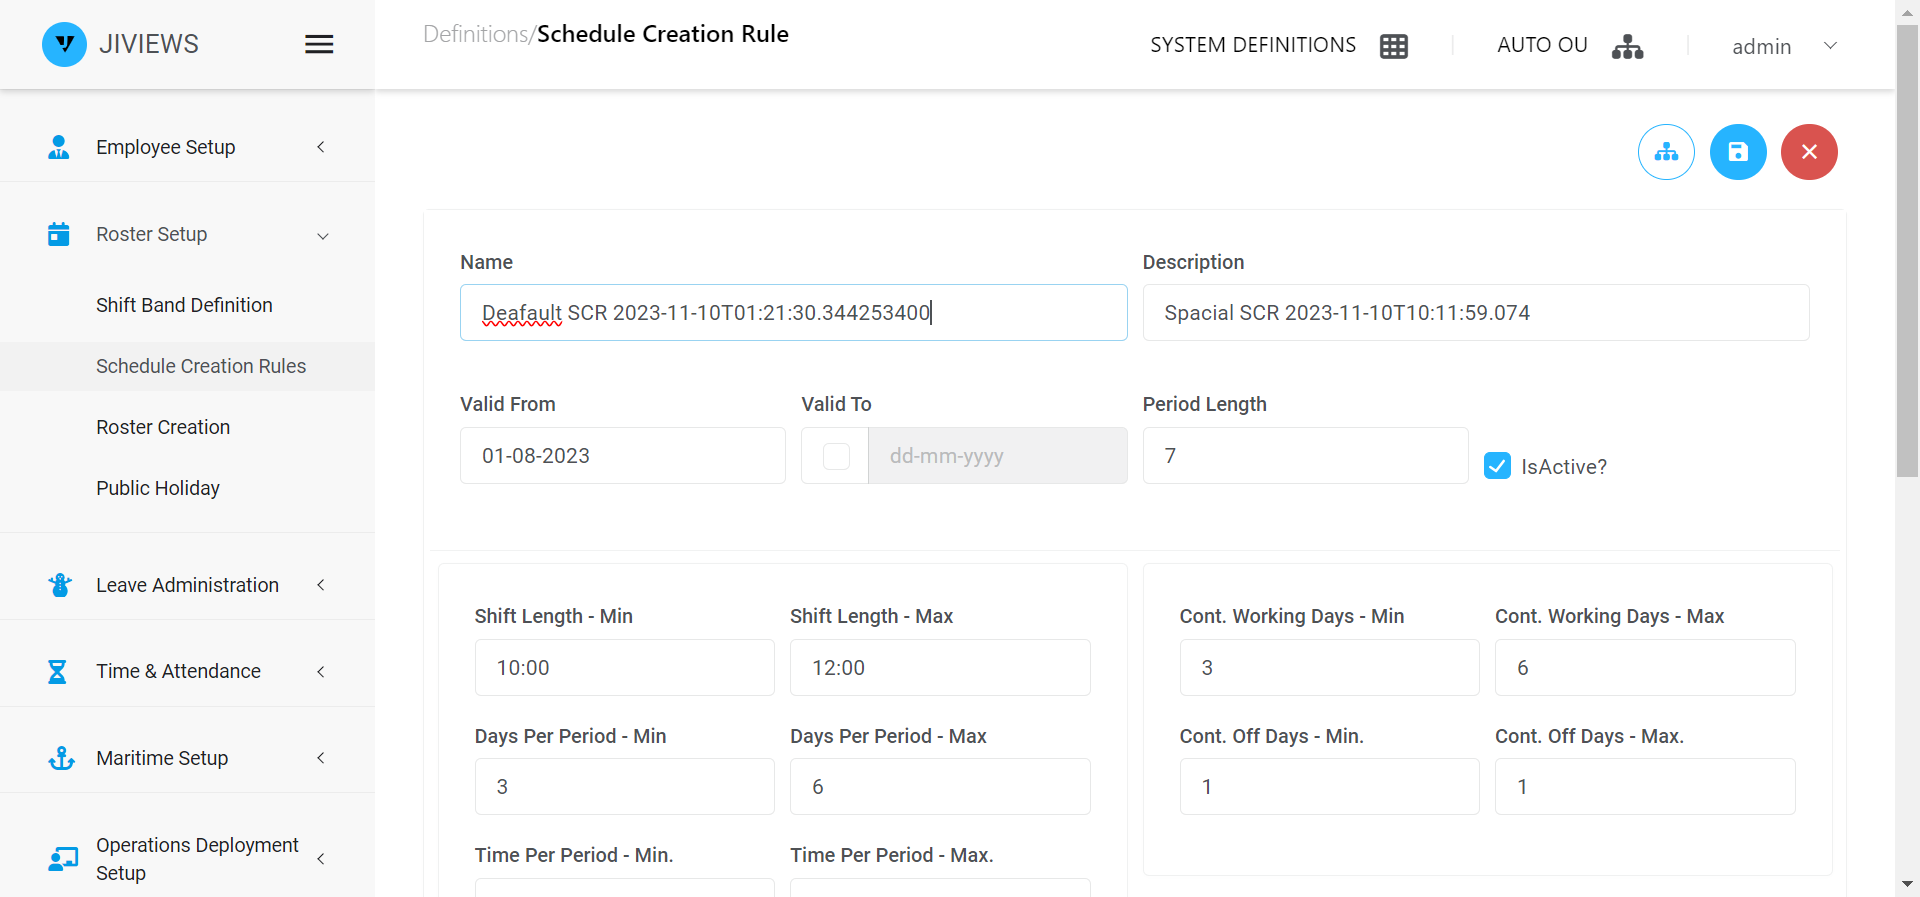 JIVIEWS
Definitions/Schedule Creation Rule
SYSTEM DEFINITIONS
AUTO OU
admin
Employee Setup
Roster Setup
Shift Band Definition
Schedule Creation Rules
Roster Creation
Public Holiday
Leave Administration
Time & Attendance
Maritime Setup
Operations Deployment
Setup
Name
Description
Deafault SCR 2023-11-10T01:21:30.344253400
Spacial SCR 2023-11-10T10:11:59.074
Valid From
Valid To
Period Length
01-08-2023
dd-mm-yyyy
7
IsActive?
Shift Length - Min
Shift Length - Max
10:00
12:00
Days Per Period - Min
Days Per Period - Max
3
6
Time Per Period - Min.
Time Per Period - Max.
Cont. Working Days - Min
Cont. Working Days - Max
3
6
Cont. Off Days - Min.
Cont. Off Days - Max.
1
1